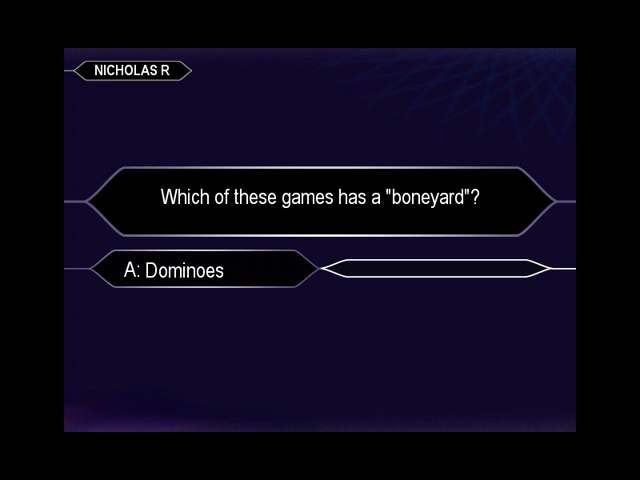 NICHOLAS R
Which of these games has a "boneyard"?
A: Dominoes